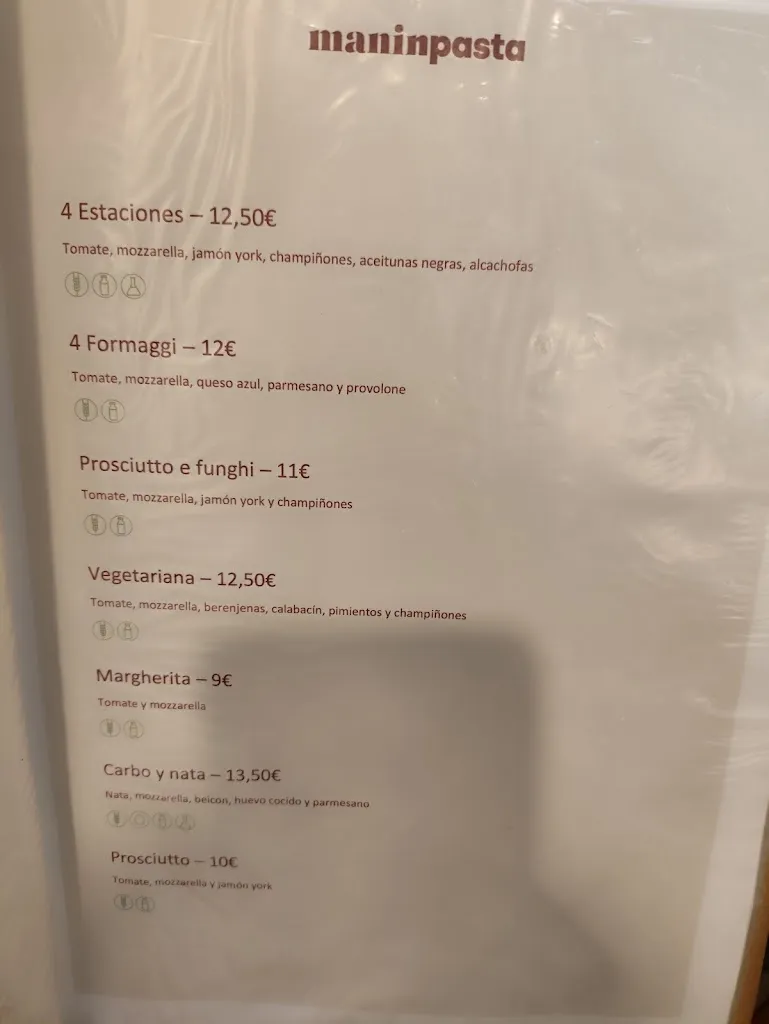 maninpasta
4 Estaciones – 12,50€
Tomate, mozzarella, jamón york, champiñones, aceitunas negras, alcachofas
4 Formaggi – 12€
Tomate, mozzarella, queso azul, parmesano y provolone
Prosciutto e funghi – 11€
Tomate, mozzarella, jamón york y champiñones
Vegetariana – 12,50€
Tomate, mozzarella, berenjenas, calabacín, pimientos y champiñones
Margherita – 9€
Tomate y mozzarella
Carbo y nata – 13,50€
Nata, mozzarella, beicon, huevo cocido y parmesano
Prosciutto – 10€
Tomate, mozzarella y jamón york